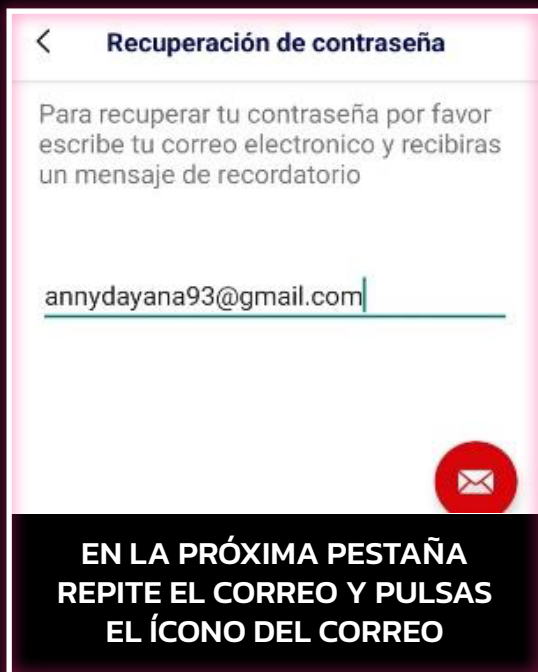 Recuperación de contraseña
Para recuperar tu contraseña por favor
escribe tu correo electronico y recibiras
un mensaje de recordatorio
annydayana93@gmail.com
EN LA PRÓXIMA PESTAÑA
REPITE EL CORREO Y PULSAS
EL ÍCONO DEL CORREO